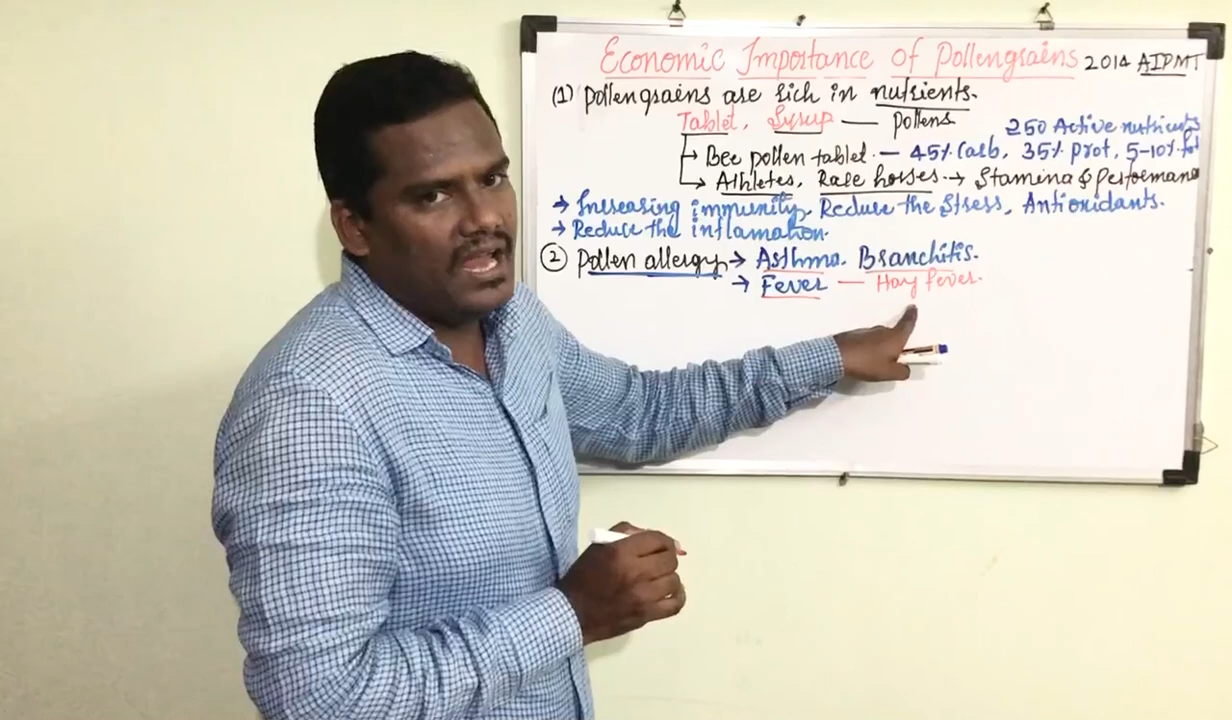 Economic Importance of Pollengrains 2014 AIPMT
(1) Pollengrains are rich in nutrients.
Tablet, Syrup — pollens
250 Active nutrients
→ Bee pollen tablet. — 45% Carb, 35% prot, 5-10% fat
→ Athletes, Race horses → Stamina & Performance
→ Increasing immunity, Reduce the Stress, Antioxidants.
→ Reduce the inflamation.
(2) Pollen allergy → Asthma. Branchitis.
→ Fever — Hay fever.